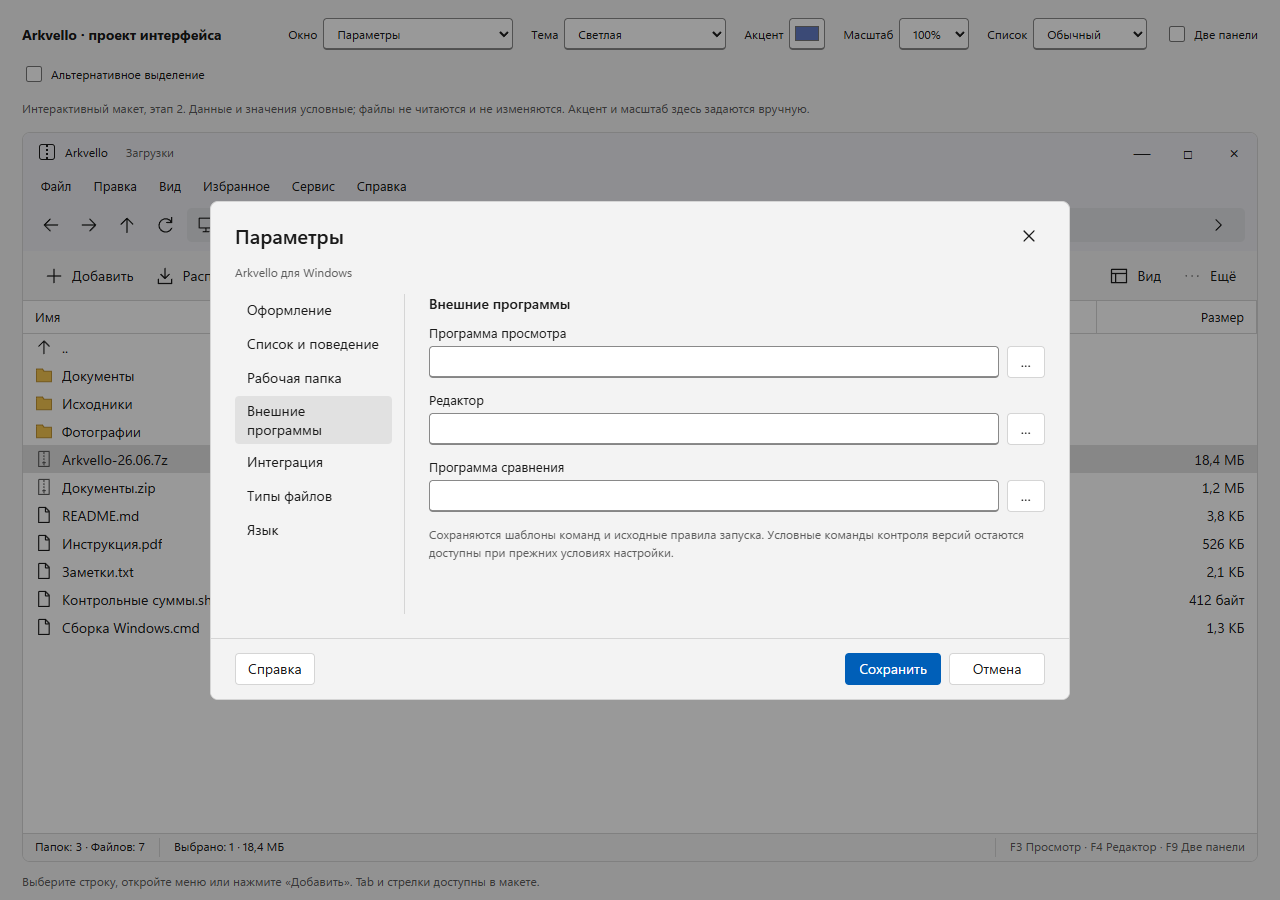 Arkvello · проект интерфейса Окно Параметры Тема Светлая Акцент Масштаб 100% Список Обычный Две панели
Альтернативное выделение
Интерактивный макет, этап 2. Данные и значения условные; файлы не читаются и не изменяются. Акцент и масштаб здесь задаются вручную.
Arkvello Загрузки
Файл Правка Вид Избранное Сервис Справка
Добавить Расп Вид Ещё
Имя Размер
..
Документы
Исходники
Фотографии
Arkvello-26.06.7z 18,4 МБ
Документы.zip 1,2 МБ
README.md 3,8 КБ
Инструкция.pdf 526 КБ
Заметки.txt 2,1 КБ
Контрольные суммы.sh 412 байт
Сборка Windows.cmd 1,3 КБ
Параметры
Arkvello для Windows
Оформление
Список и поведение
Рабочая папка
Внешние
программы
Интеграция
Типы файлов
Язык
Внешние программы
Программа просмотра
...
Редактор
...
Программа сравнения
...
Сохраняются шаблоны команд и исходные правила запуска. Условные команды контроля версий остаются
доступны при прежних условиях настройки.
Справка Сохранить Отмена
Папок: 3 · Файлов: 7 Выбрано: 1 · 18,4 МБ F3 Просмотр · F4 Редактор · F9 Две панели
Выберите строку, откройте меню или нажмите «Добавить». Tab и стрелки доступны в макете.